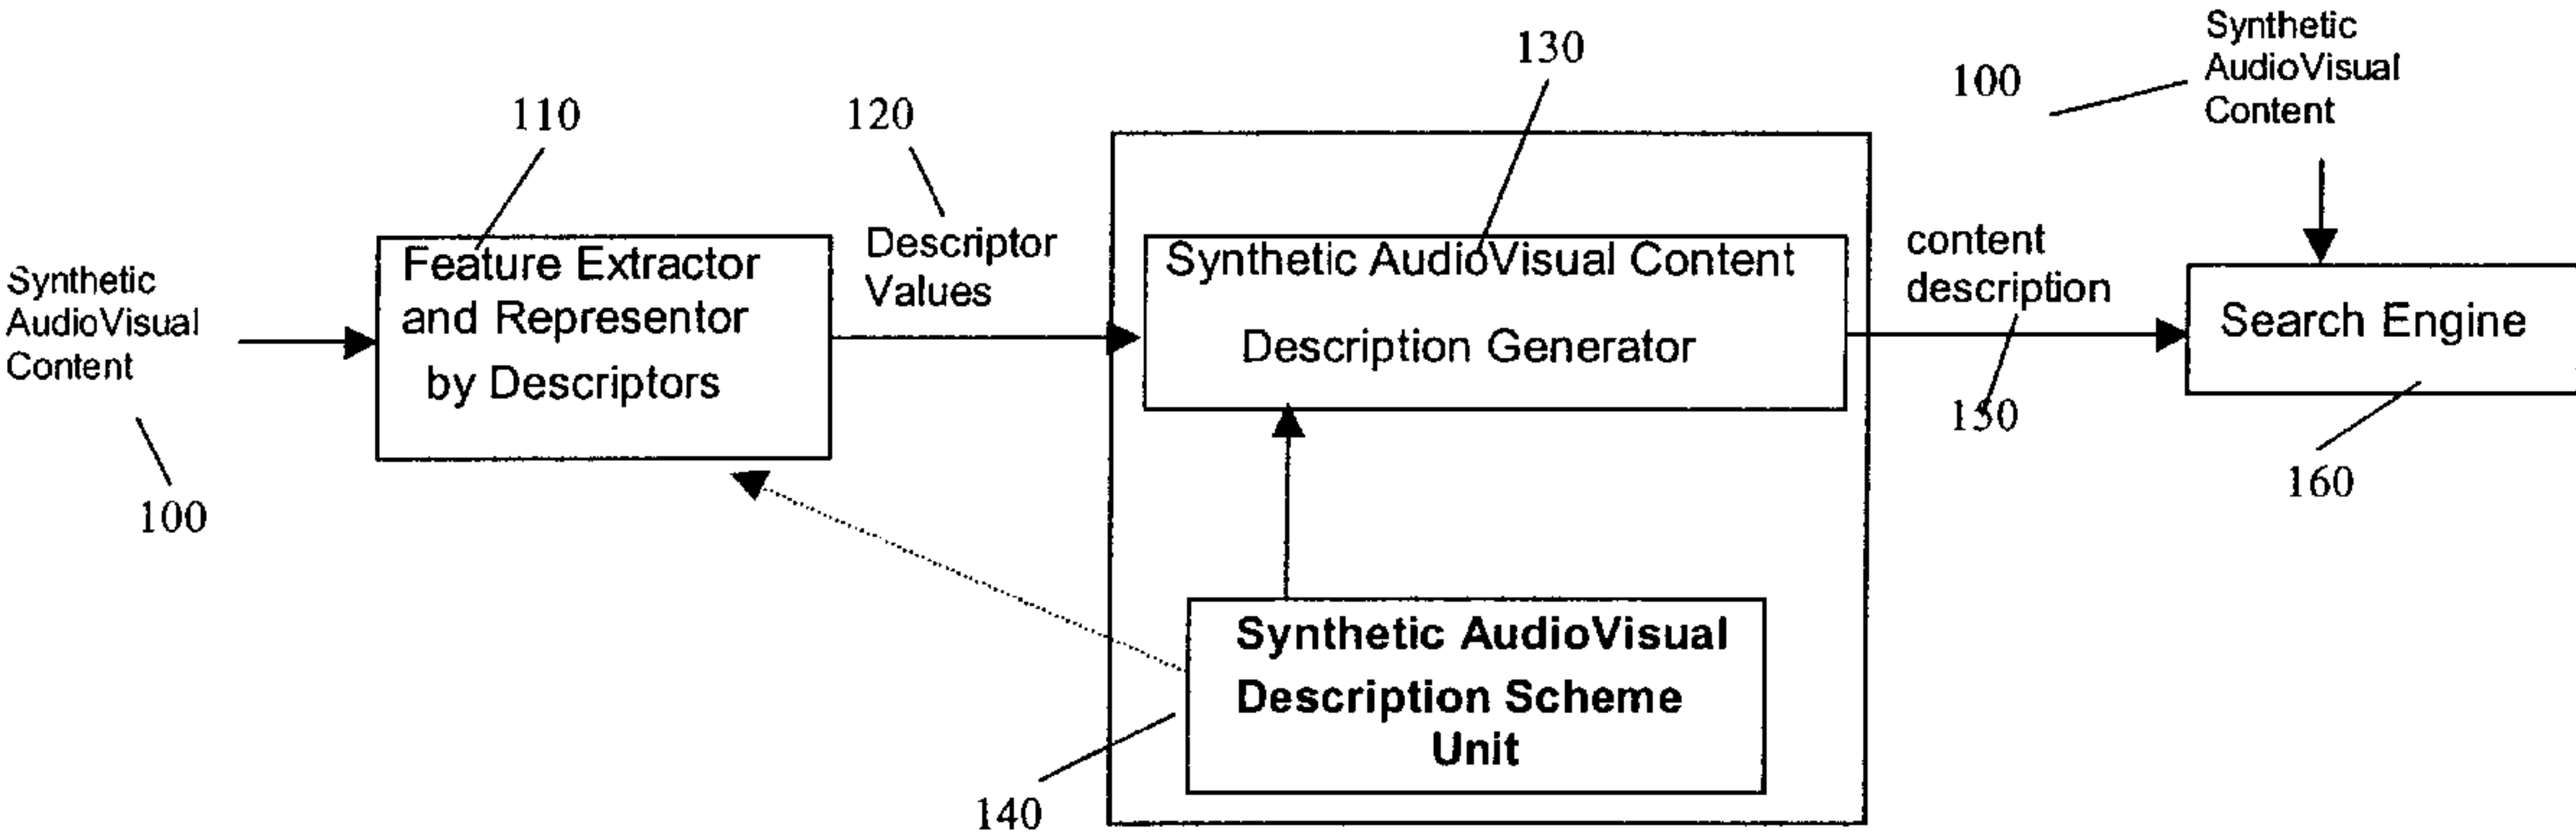 Synthetic
AudioVisual
Content
100
110
Feature Extractor
and Representor
by Descriptors
120
Descriptor
Values
130
Synthetic AudioVisual Content
Description Generator
140
Synthetic AudioVisual
Description Scheme
Unit
content
description
150
100
Synthetic
AudioVisual
Content
Search Engine
160